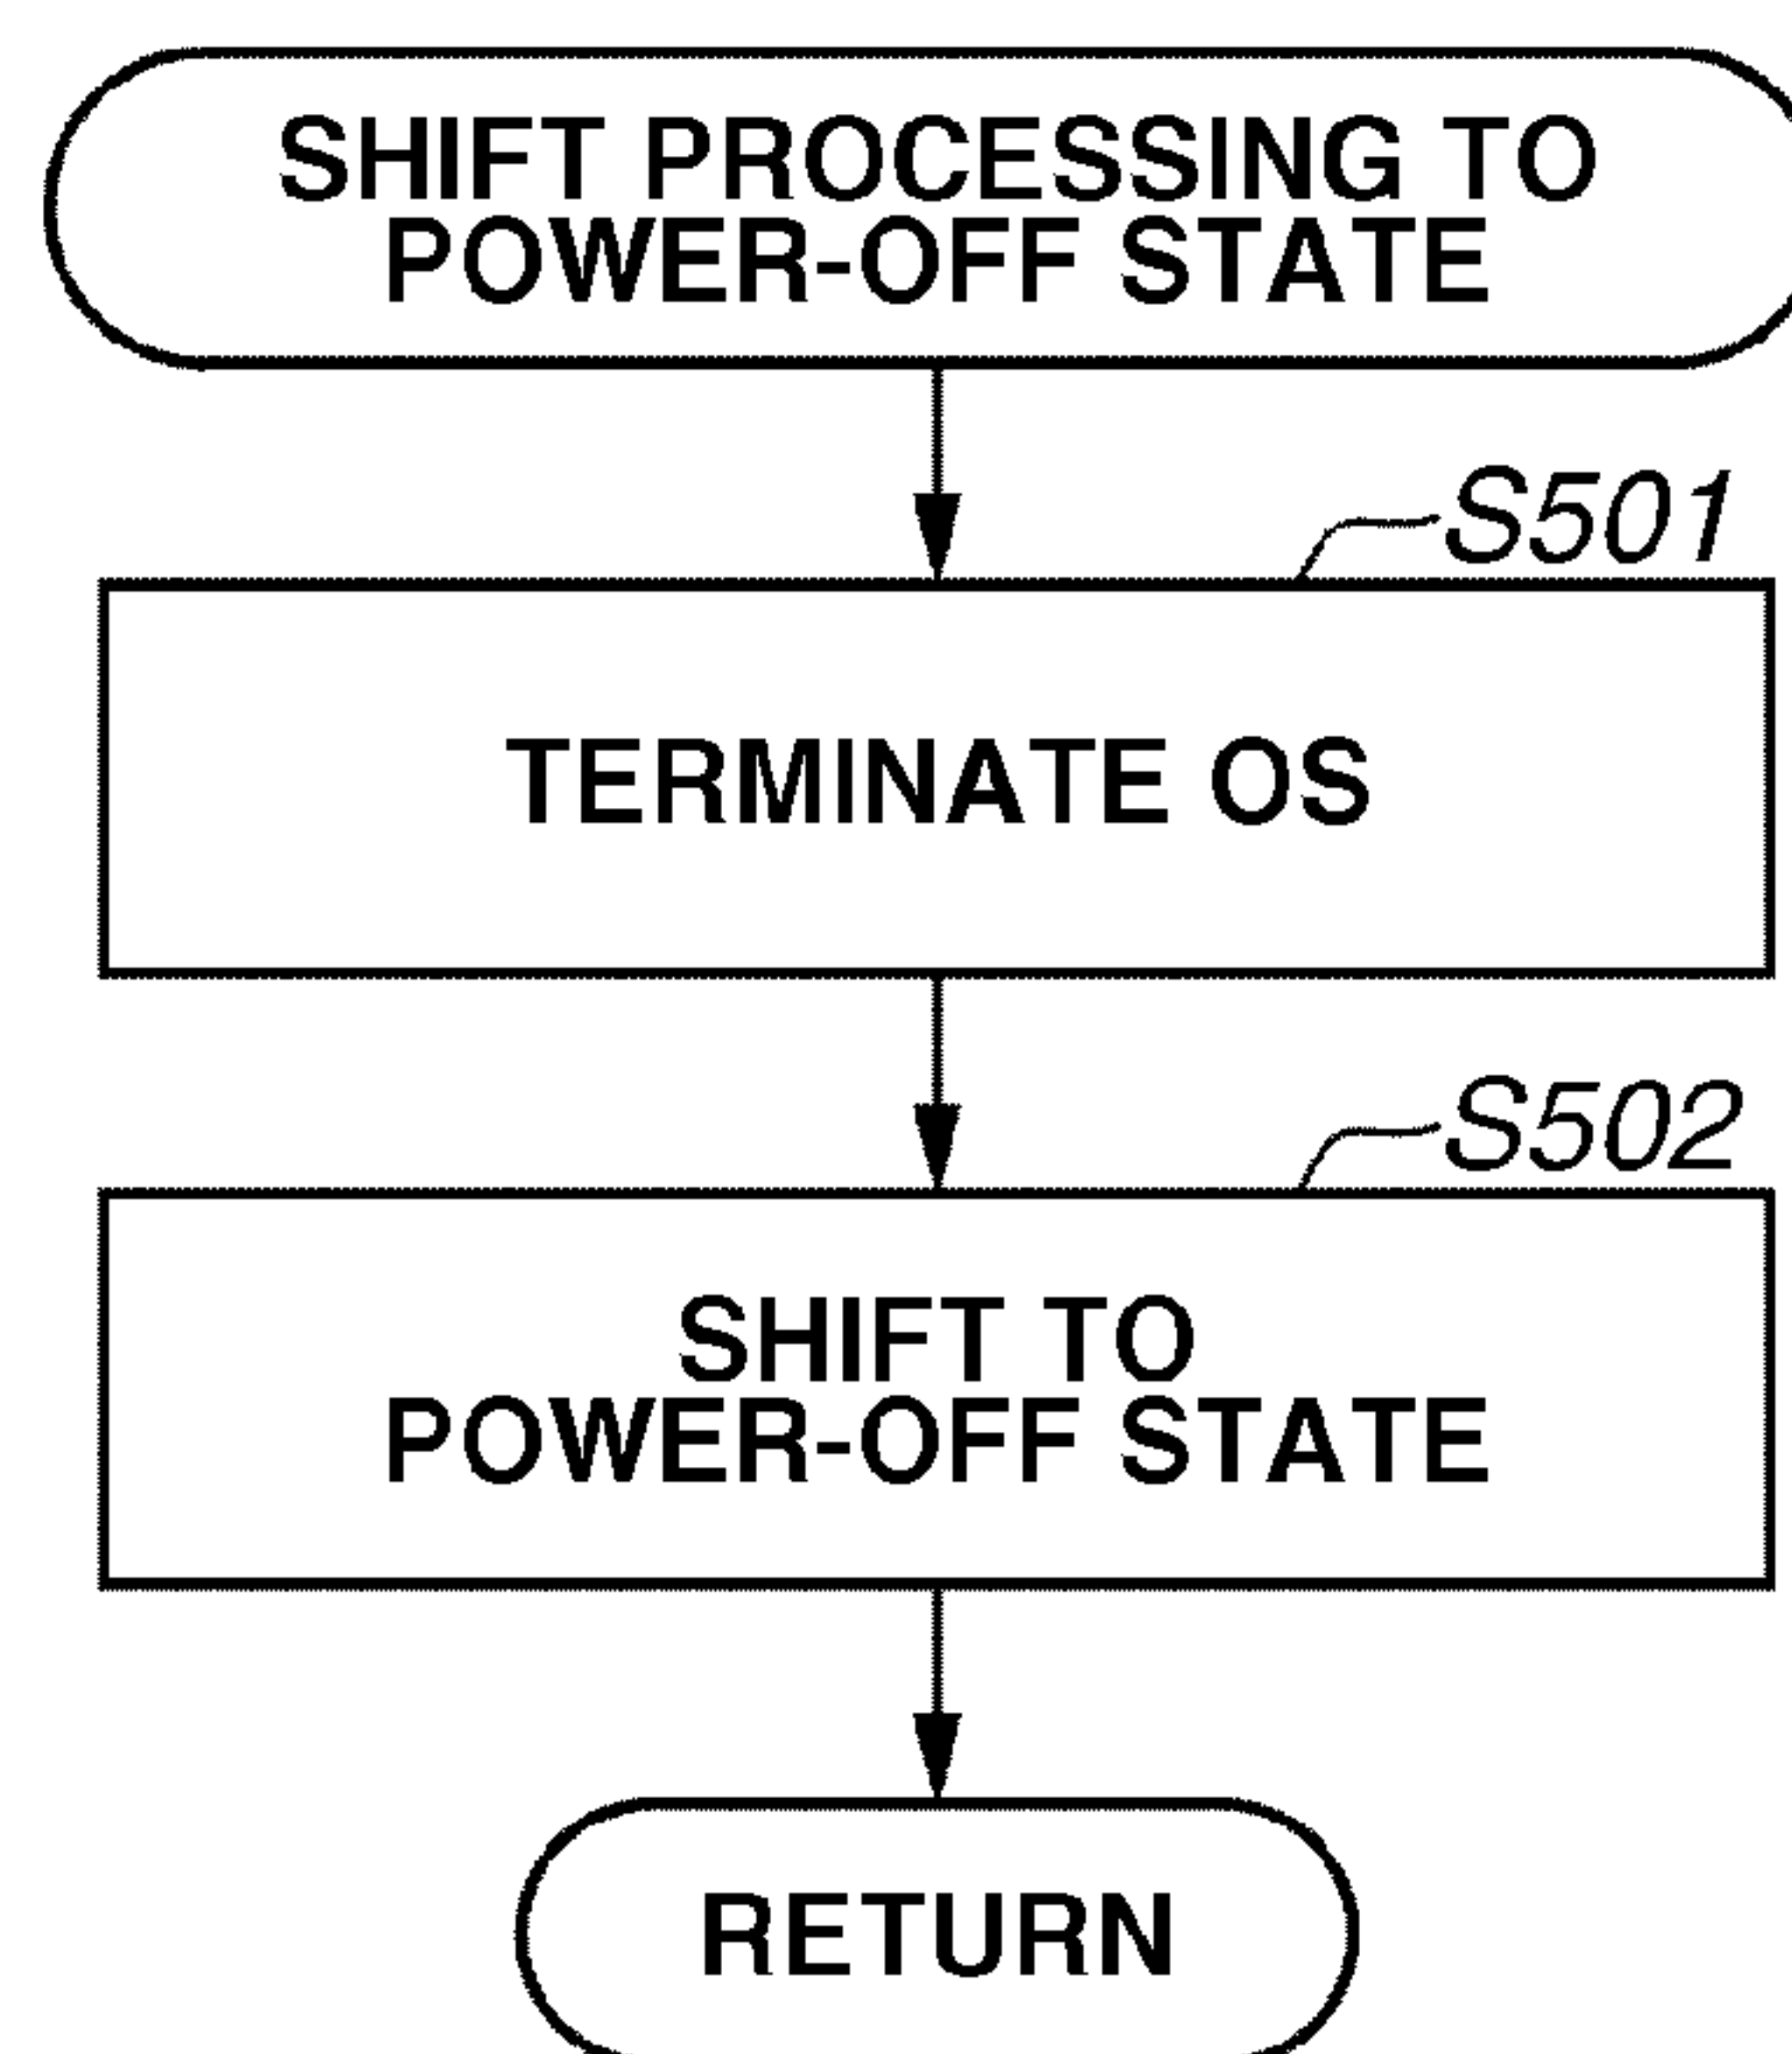 SHIFT PROCESSING TO
POWER-OFF STATE
S501
TERMINATE OS
S502
SHIFT TO
POWER-OFF STATE
RETURN